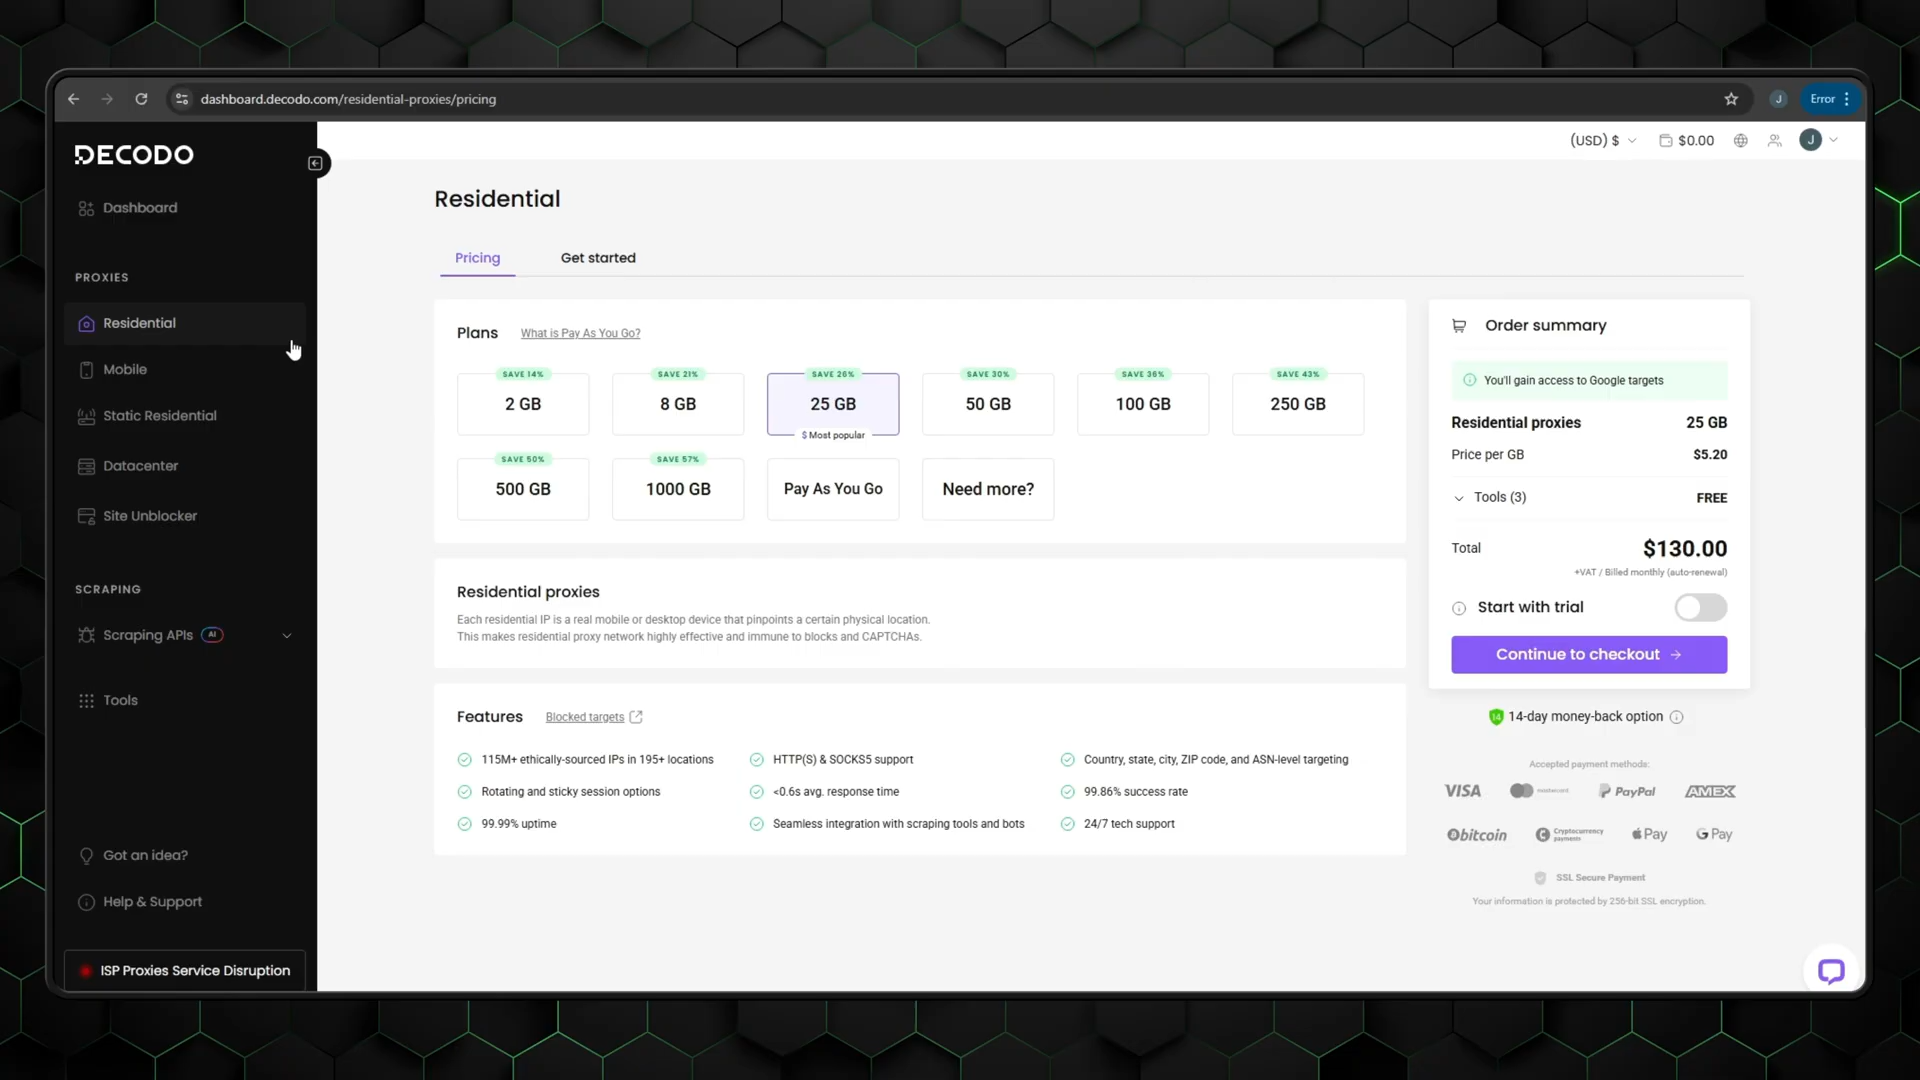 dashboard.decodo.com/residential-proxies/pricing
J
Error
DECODO
Dashboard
PROXIES
Residential
Mobile
Static Residential
Datacenter
Site Unblocker
SCRAPING
Scraping APIs AI
Tools
Got an idea?
Help & Support
ISP Proxies Service Disruption
(USD) $
$0.00
J
Residential
Pricing
Get started
Plans
What is Pay As You Go?
SAVE 14%
2 GB
SAVE 21%
8 GB
SAVE 26%
25 GB
$ Most popular
SAVE 30%
50 GB
SAVE 36%
100 GB
SAVE 43%
250 GB
SAVE 50%
500 GB
SAVE 57%
1000 GB
Pay As You Go
Need more?
Residential proxies
Each residential IP is a real mobile or desktop device that pinpoints a certain physical location.
This makes residential proxy network highly effective and immune to blocks and CAPTCHAs.
Features
Blocked targets
115M+ ethically-sourced IPs in 195+ locations
HTTP(S) & SOCKS5 support
Country, state, city, ZIP code, and ASN-level targeting
Rotating and sticky session options
<0.6s avg. response time
99.86% success rate
99.99% uptime
Seamless integration with scraping tools and bots
24/7 tech support
Order summary
You'll gain access to Google targets
Residential proxies 25 GB
Price per GB $5.20
Tools (3) FREE
Total $130.00
+VAT / Billed monthly (auto-renewal)
Start with trial
Continue to checkout
14 14-day money-back option
Accepted payment methods:
VISA mastercard PayPal AMEX
bitcoin Cryptocurrency payments Pay G Pay
SSL Secure Payment
Your information is protected by 256-bit SSL encryption.